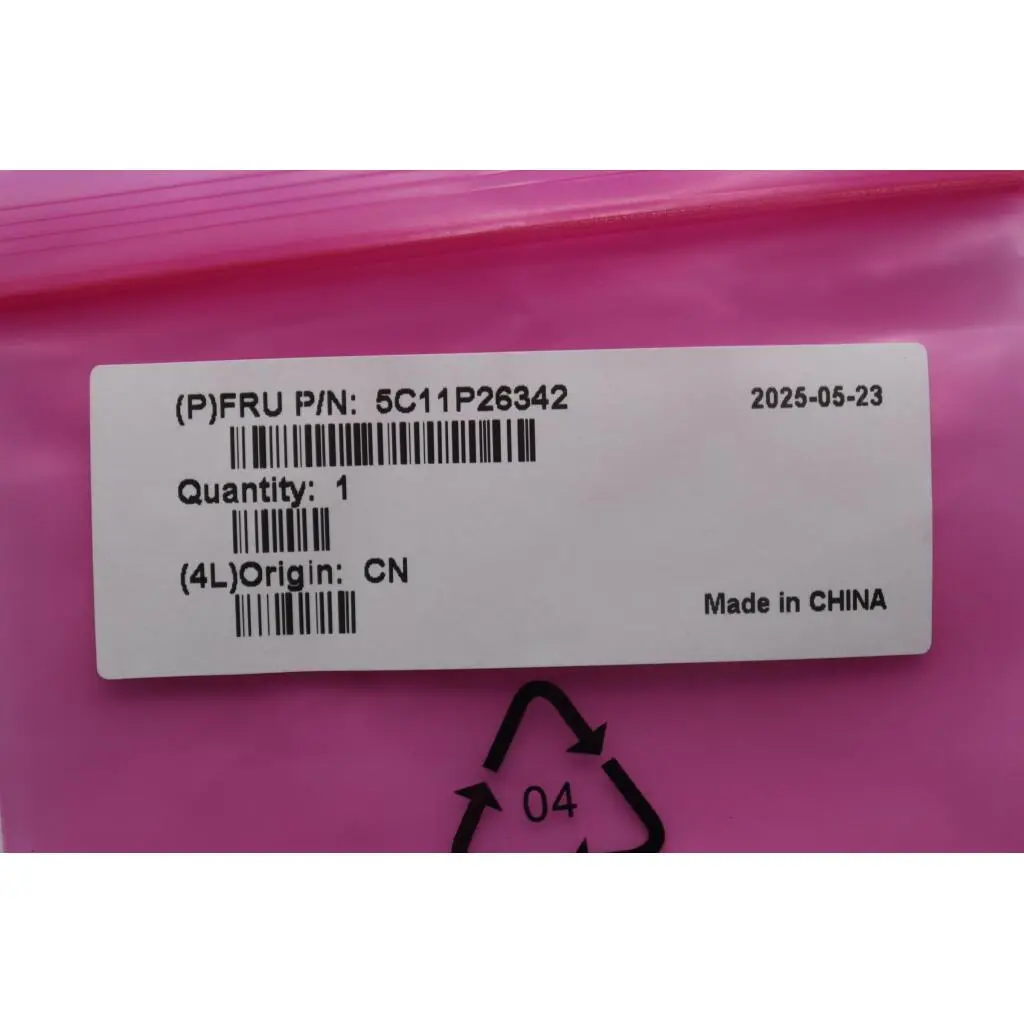 (P)FRU P/N: 5C11P26342
2025-05-23
Quantity: 1
(4L)Origin: CN
Made in CHINA
04